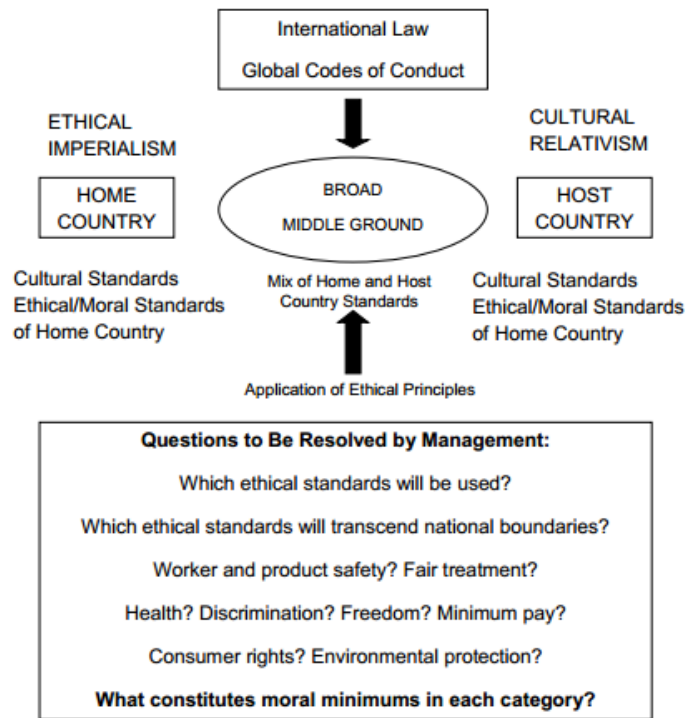 International Law
Global Codes of Conduct
ETHICAL
IMPERIALISM
CULTURAL
RELATIVISM
HOME
COUNTRY
BROAD
MIDDLE GROUND
HOST
COUNTRY
Cultural Standards
Ethical/Moral Standards
of Home Country
Mix of Home and Host
Country Standards
Cultural Standards
Ethical/Moral Standards
of Home Country
Application of Ethical Principles
Questions to Be Resolved by Management:
Which ethical standards will be used?
Which ethical standards will transcend national boundaries?
Worker and product safety? Fair treatment?
Health? Discrimination? Freedom? Minimum pay?
Consumer rights? Environmental protection?
What constitutes moral minimums in each category?